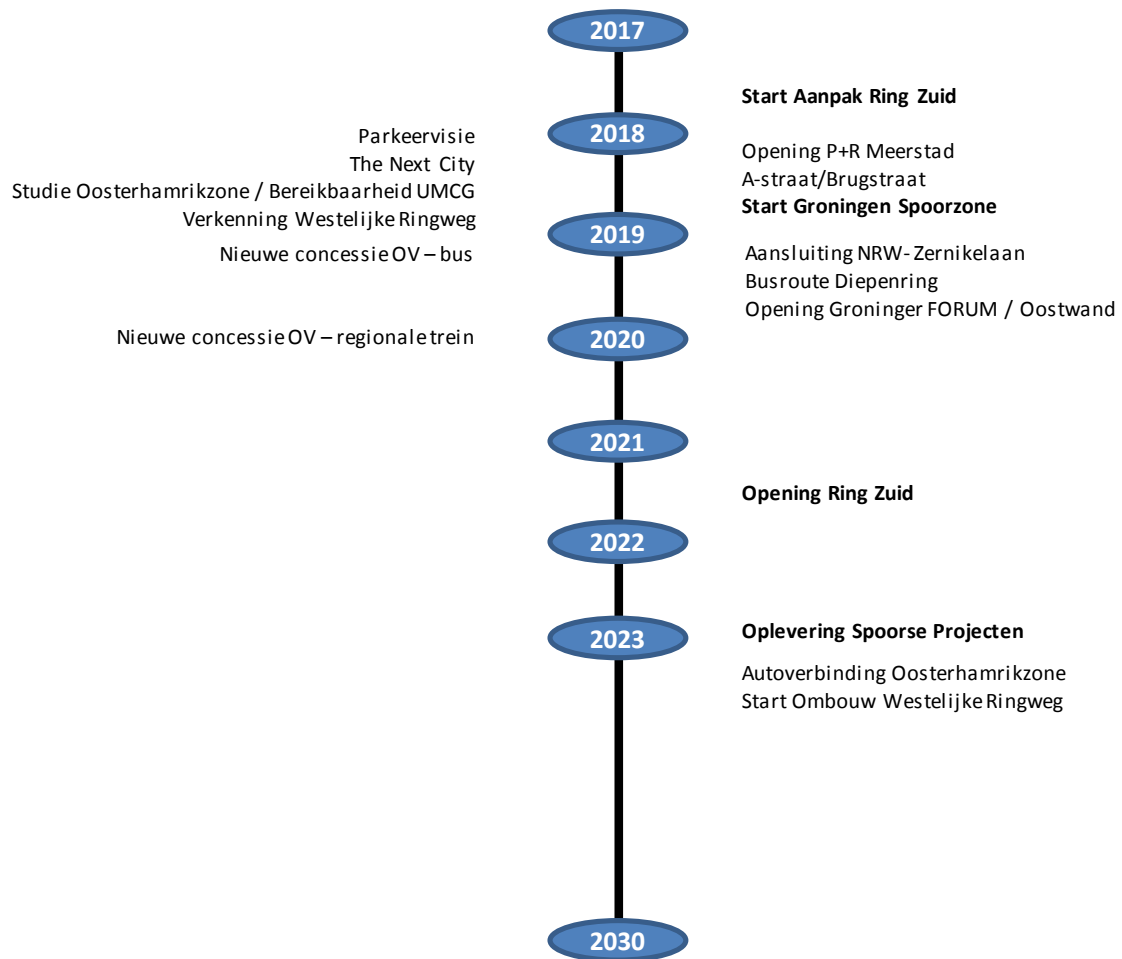 2017
Start Aanpak Ring Zuid
2018
Parkeervisie
The Next City
Studie Oosterhamrikzone / Bereikbaarheid UMCG
Verkenning Westelijke Ringweg
Opening P+R Meerstad
A-straat/Brugstraat
Start Groningen Spoorzone
2019
Nieuwe concessie OV – bus
Aansluiting NRW- Zernikelaan
Busroute Diepenring
Opening Groninger FORUM / Oostwand
Nieuwe concessie OV – regionale trein
2020
2021
Opening Ring Zuid
2022
2023
Oplevering Spoorse Projecten
Autoverbinding Oosterhamrikzone
Start Ombouw Westelijke Ringweg
2030